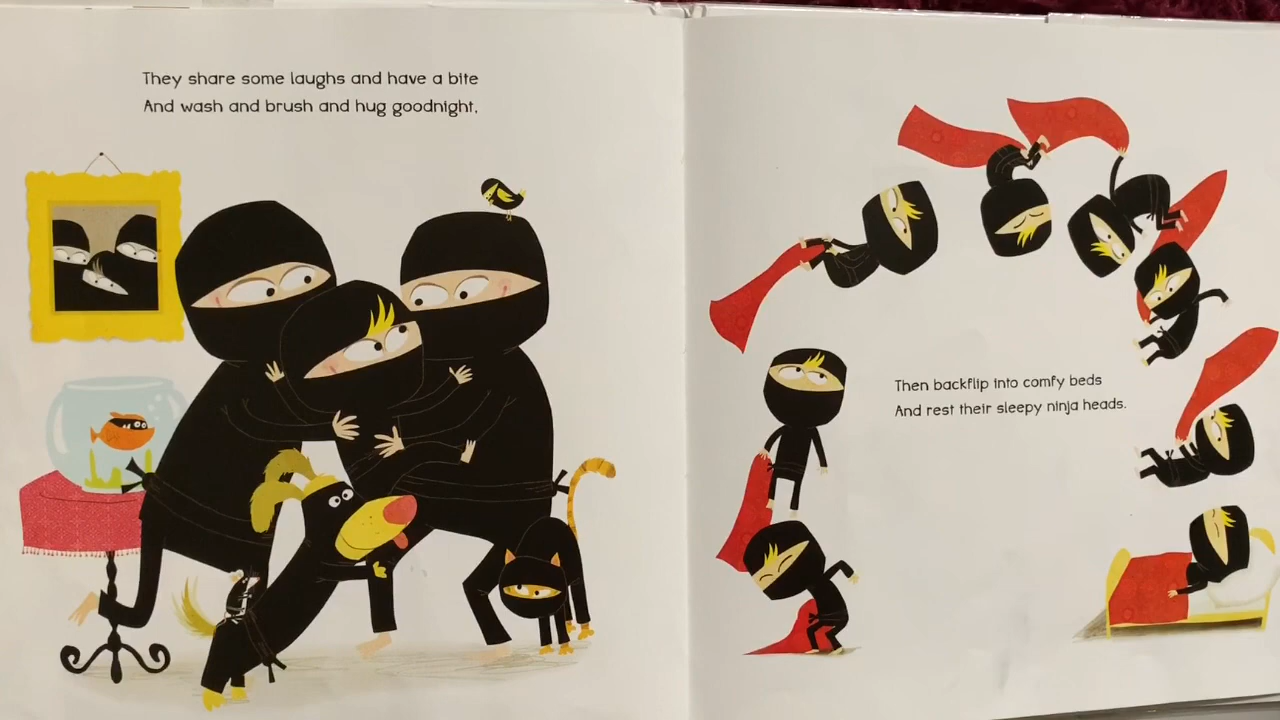 They share some laughs and have a bite
And wash and brush and hug goodnight,
Then backflip into comfy beds
And rest their sleepy ninja heads.